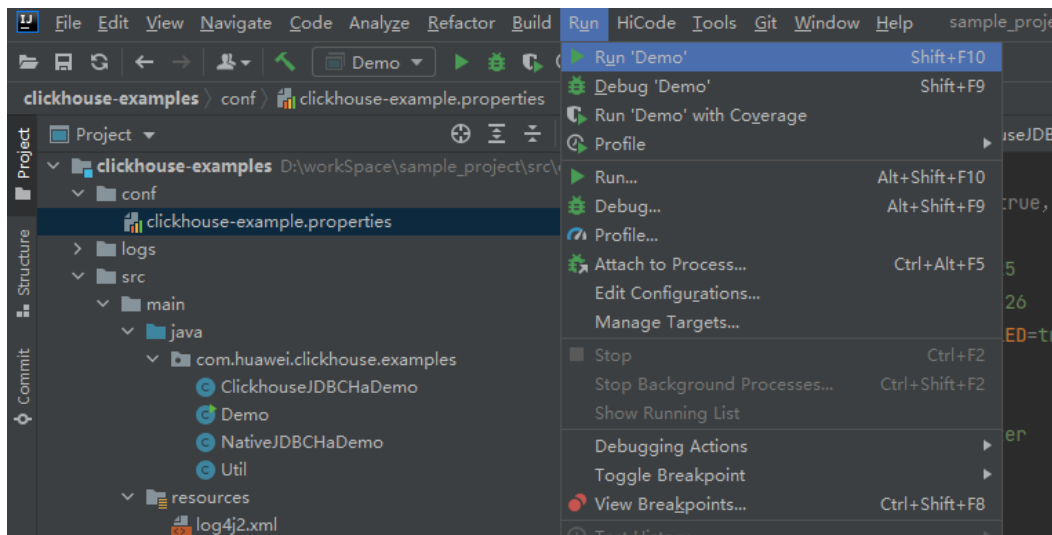 File Edit View Navigate Code Analyze Refactor Build Run HiCode Tools Git Window Help sample_proje
Demo
clickhouse-examples conf clickhouse-example.properties
Project
Project
Structure
Commit
clickhouse-examples D:\workSpace\sample_project\src\
conf
clickhouse-example.properties
logs
src
main
java
com.huawei.clickhouse.examples
ClickhouseJDBCHaDemo
Demo
NativeJDBCHaDemo
Util
resources
log4j2.xml
Run 'Demo' Shift+F10
Debug 'Demo' Shift+F9
Run 'Demo' with Coverage
Profile
Run... Alt+Shift+F10
Debug... Alt+Shift+F9
Profile...
Attach to Process... Ctrl+Alt+F5
Edit Configurations...
Manage Targets...
Stop Ctrl+F2
Stop Background Processes... Ctrl+Shift+F2
Show Running List
Debugging Actions
Toggle Breakpoint
View Breakpoints... Ctrl+Shift+F8
useJDB
true,
5
26
ED=tr
er